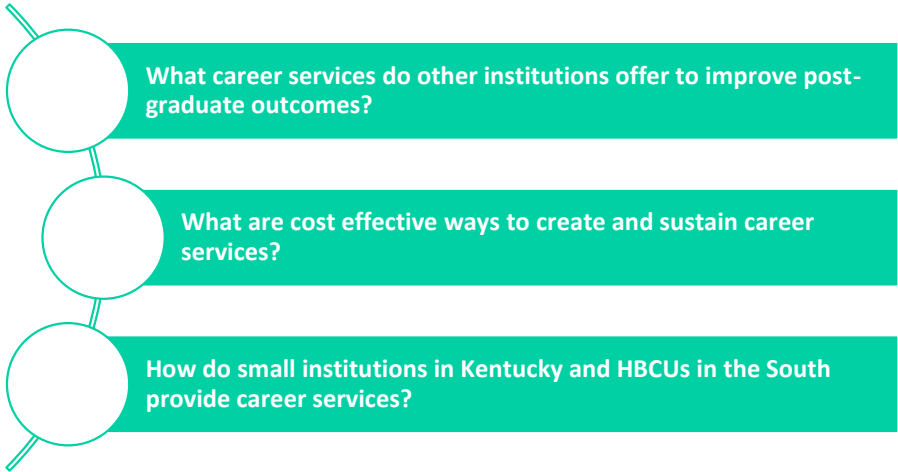 What career services do other institutions offer to improve post-
graduate outcomes?
What are cost effective ways to create and sustain career
services?
How do small institutions in Kentucky and HBCUs in the South
provide career services?